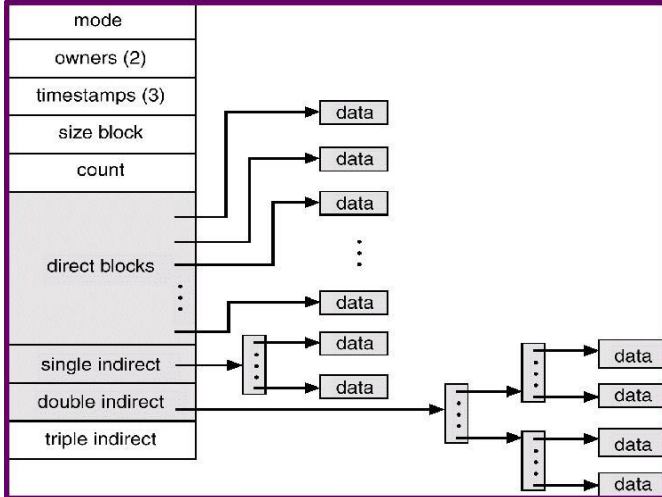 mode
owners (2)
timestamps (3)
size block
count
direct blocks
single indirect
double indirect
triple indirect
data
data
data
data
data
data
data
data
data
data